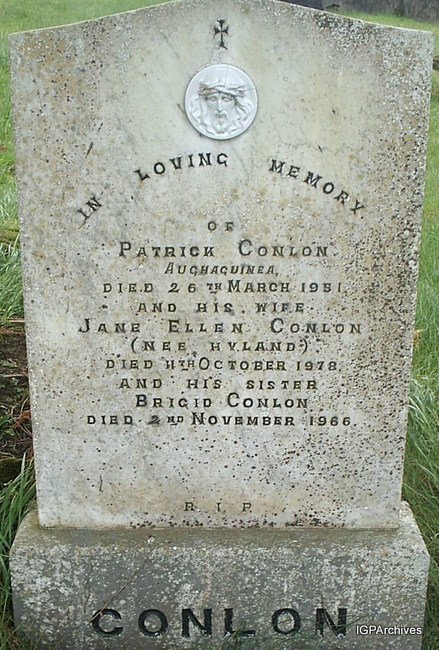 IN LOVING MEMORY
OF
PATRICK CONLON.
AUGHAGUINEA,
DIED 26TH MARCH 1951.
AND HIS WIFE
JANE ELLEN CONLON
(NEE HYLAND)
DIED 11TH OCTOBER 1978.
AND HIS SISTER
BRIGID CONLON
DIED 2ND NOVEMBER 1966.
R.I.P.
CONLON
IGPArchives